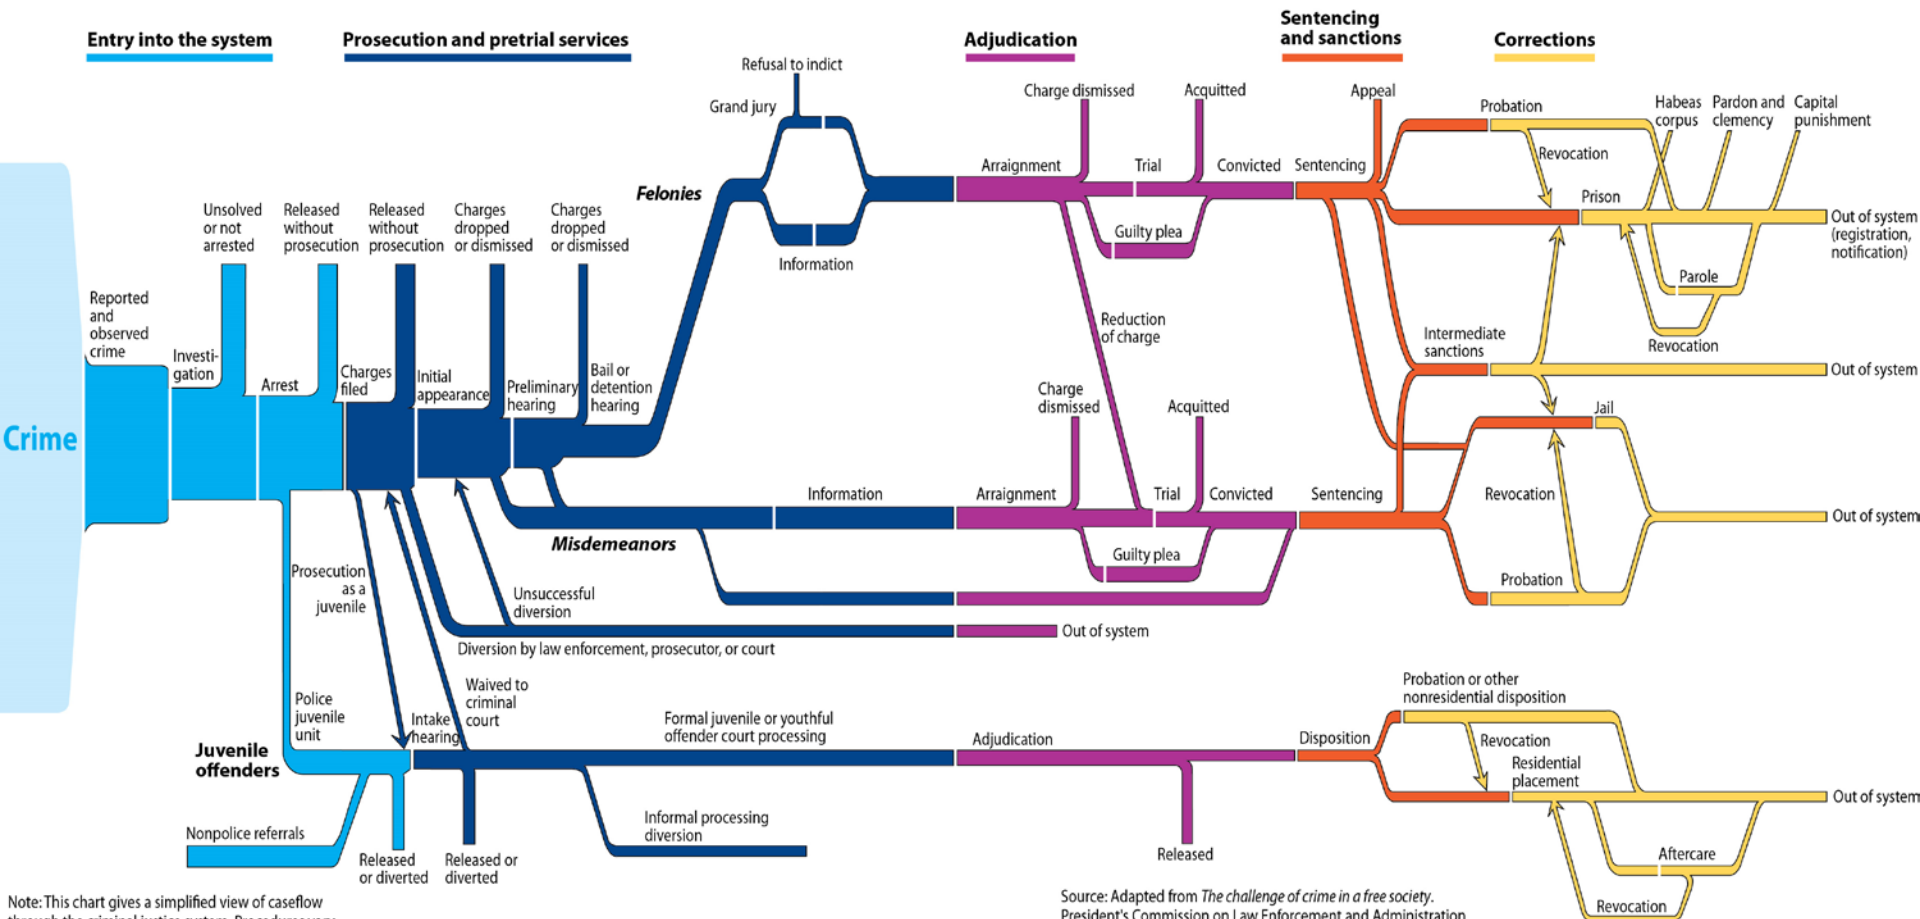 Entry into the system
Prosecution and pretrial services
Adjudication
Sentencing
and sanctions
Corrections
Refusal to indict
Grand jury
Felonies
Information
Charge dismissed
Acquitted
Arraignment
Trial
Convicted
Guilty plea
Reduction
of charge
Appeal
Sentencing
Probation
Revocation
Prison
Habeas
corpus
Pardon and
clemency
Capital
punishment
Out of system
(registration,
notification)
Parole
Revocation
Intermediate
sanctions
Out of system
Crime
Reported
and
observed
crime
Investi-
gation
Unsolved
or not
arrested
Arrest
Released
without
prosecution
Charges
filed
Released
without
prosecution
Initial
appearance
Charges
dropped
or dismissed
Preliminary
hearing
Charges
dropped
or dismissed
Bail or
detention
hearing
Misdemeanors
Information
Arraignment
Charge
dismissed
Trial
Acquitted
Convicted
Guilty plea
Sentencing
Jail
Revocation
Probation
Out of system
Unsuccessful
diversion
Diversion by law enforcement, prosecutor, or court
Out of system
Prosecution
as a
juvenile
Waived to
criminal
court
Police
juvenile
unit
Juvenile
offenders
Intake
hearing
Formal juvenile or youthful
offender court processing
Adjudication
Disposition
Probation or other
nonresidential disposition
Revocation
Residential
placement
Out of system
Nonpolice referrals
Released
or diverted
Released or
diverted
Informal processing
diversion
Released
Aftercare
Revocation
Note: This chart gives a simplified view of caseflow
through the criminal justice system. Procedures vary
Source: Adapted from The challenge of crime in a free society.
President's Commission on Law Enforcement and Administration